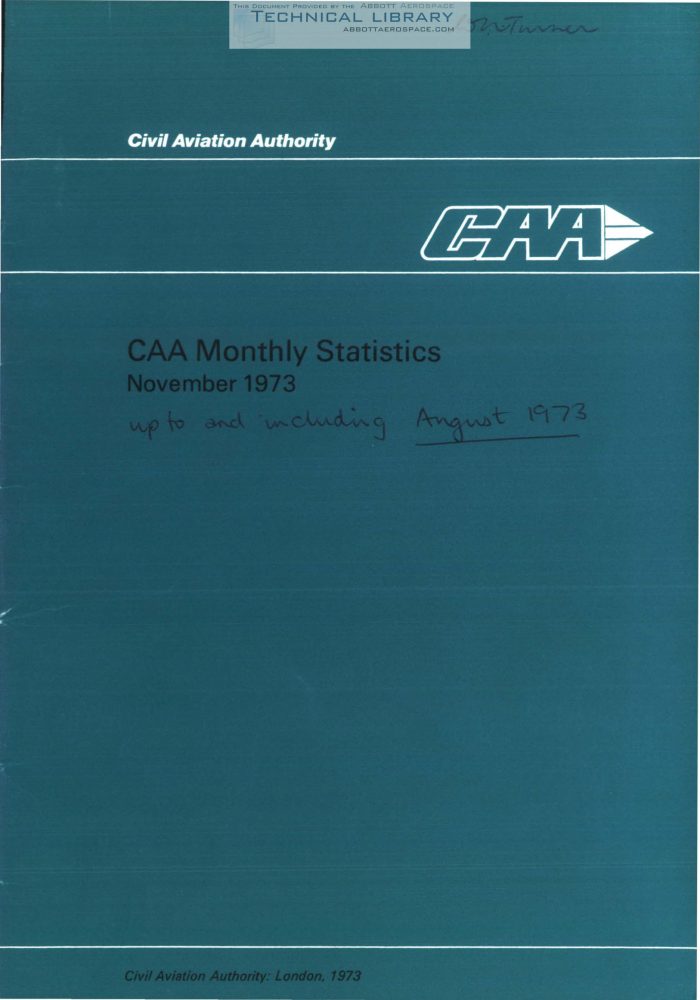 THIS DOCUMENT PROVIDED BY THE ABBOTT AEROSPACE
TECHNICAL LIBRARY
ABBOTTAEROSPACE.COM
Turner
Civil Aviation Authority
CAA
CAA Monthly Statistics
November 1973
up to and including August 1973
Civil Aviation Authority: London, 1973